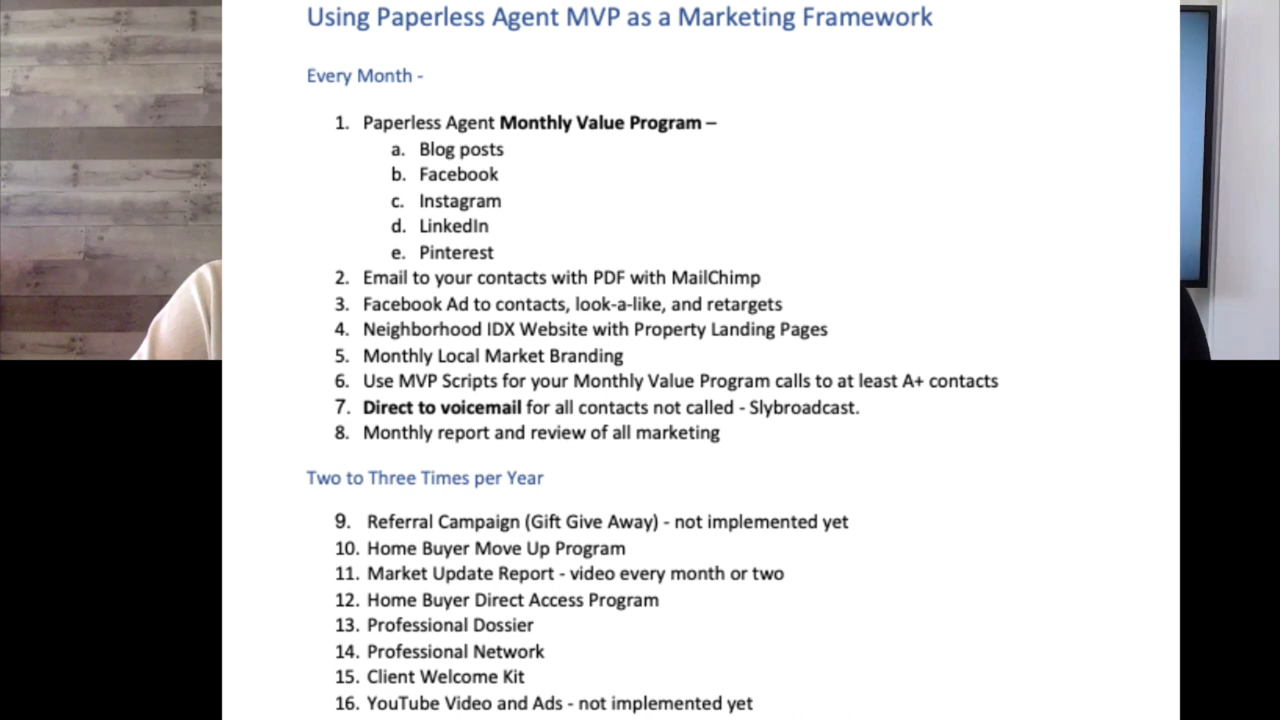 Using Paperless Agent MVP as a Marketing Framework
Every Month -
1. Paperless Agent Monthly Value Program –
a. Blog posts
b. Facebook
c. Instagram
d. LinkedIn
e. Pinterest
2. Email to your contacts with PDF with MailChimp
3. Facebook Ad to contacts, look-a-like, and retargets
4. Neighborhood IDX Website with Property Landing Pages
5. Monthly Local Market Branding
6. Use MVP Scripts for your Monthly Value Program calls to at least A+ contacts
7. Direct to voicemail for all contacts not called - Slybroadcast.
8. Monthly report and review of all marketing
Two to Three Times per Year
9. Referral Campaign (Gift Give Away) - not implemented yet
10. Home Buyer Move Up Program
11. Market Update Report - video every month or two
12. Home Buyer Direct Access Program
13. Professional Dossier
14. Professional Network
15. Client Welcome Kit
16. YouTube Video and Ads - not implemented yet